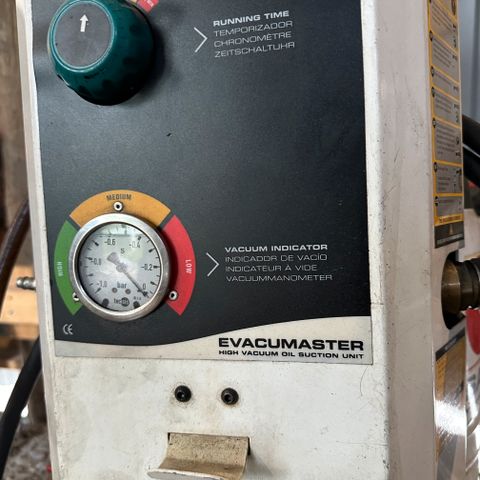 RUNNING TIME
TEMPORIZADOR
CHRONOMÈTRE
ZEITSCHALTUHR
MEDIUM
HIGH
LOW
-0,6
-0,4
-0,8
-0,2
-1,0
0
bar
VACUUM INDICATOR
INDICADOR DE VACÍO
INDICATEUR À VIDE
VACUUMMANOMETER
CE
EVACUMASTER
HIGH VACUUM OIL SUCTION UNIT